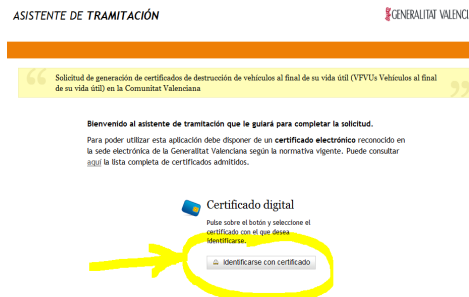 ASISTENTE DE TRAMITACIÓN
GENERALITAT VALENCI
Solicitud de generación de certificados de destrucción de vehículos al final de su vida útil (VFVUs Vehículos al final
de su vida útil) en la Comunitat Valenciana
Bienvenido al asistente de tramitación que le guiará para completar la solicitud.
Para poder utilizar esta aplicación debe disponer de un certificado electrónico reconocido en
la sede electrónica de la Generalitat Valenciana según la normativa vigente. Puede consultar
aquí la lista completa de certificados admitidos.
Certificado digital
Pulse sobre el botón y seleccione el
certificado con el que desea
identificarse.
Identificarse con certificado